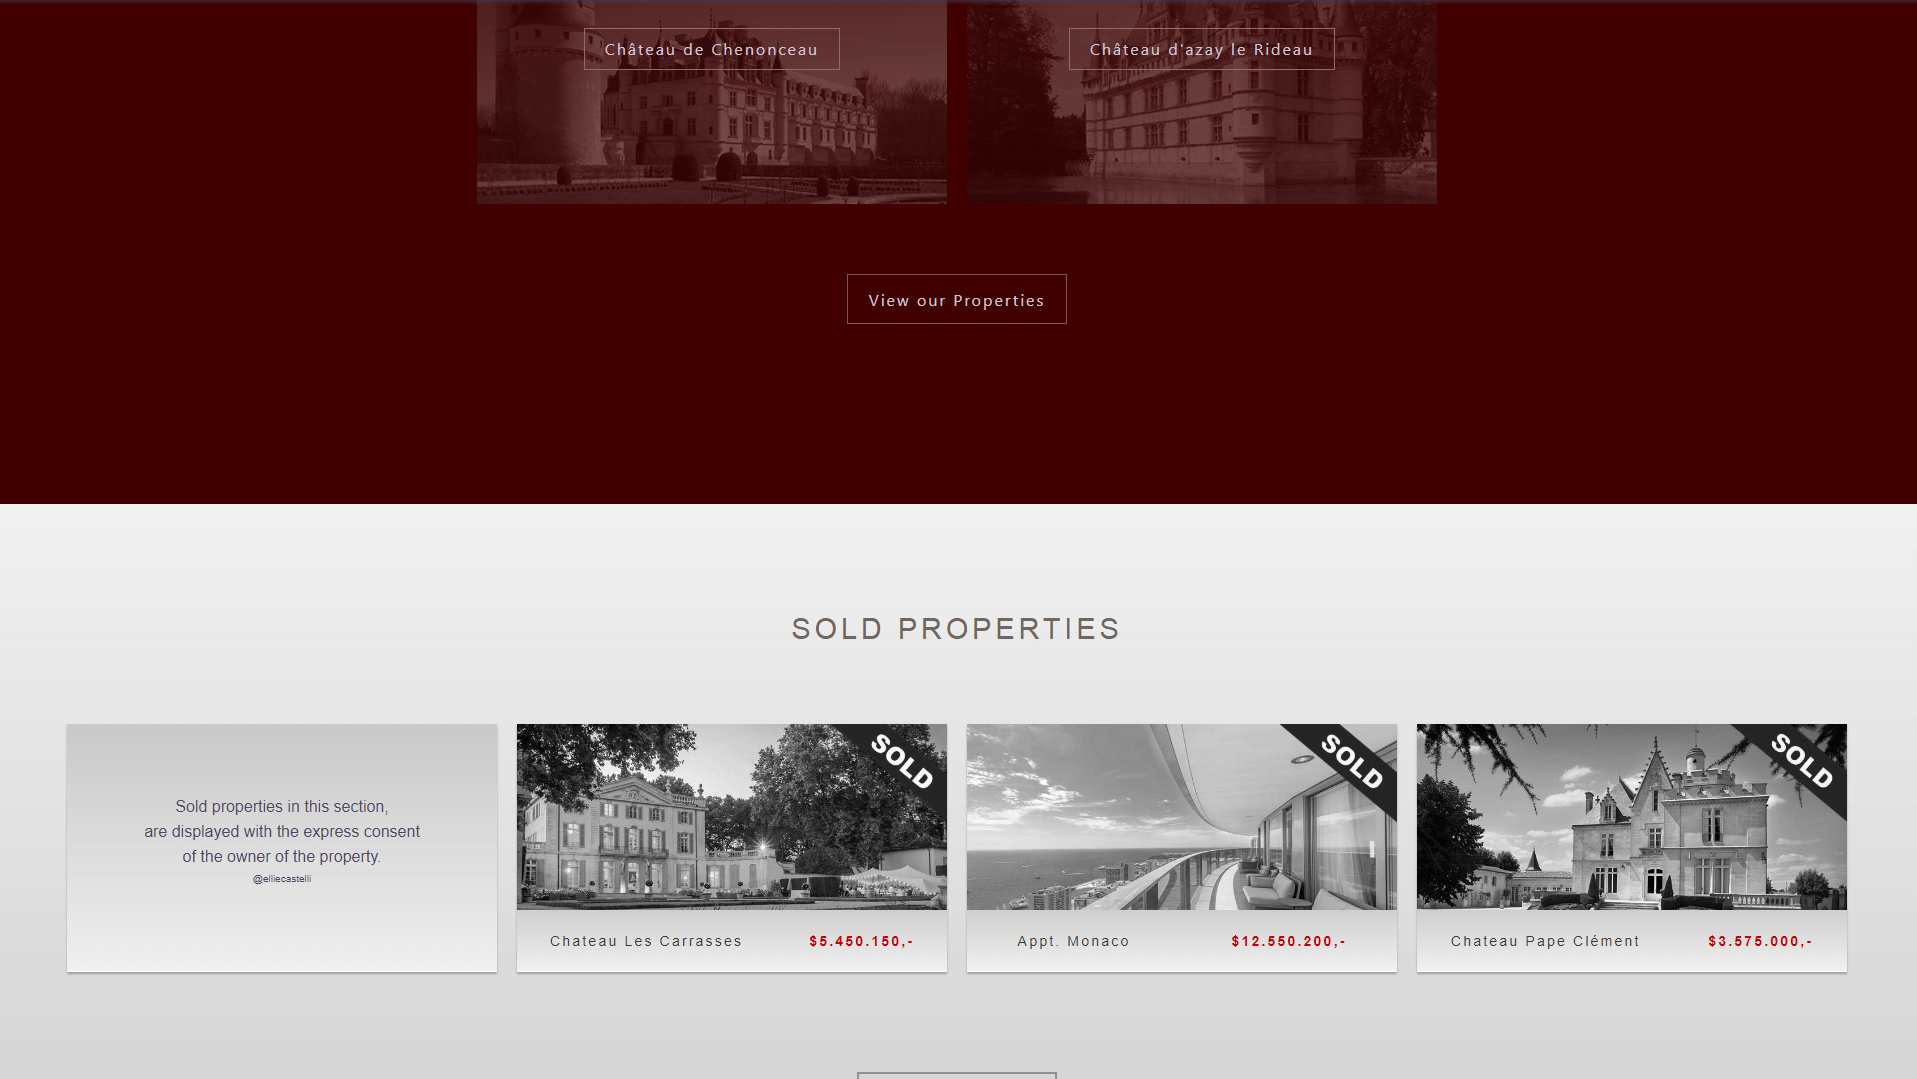 Château de Chenonceau
Château d'azay le Rideau
View our Properties
SOLD PROPERTIES
Sold properties in this section,
are displayed with the express consent
of the owner of the property.
@elliecastelli
SOLD
Chateau Les Carrasses $5.450.150,-
SOLD
Appt. Monaco $12.550.200,-
SOLD
Chateau Pape Clément $3.575.000,-